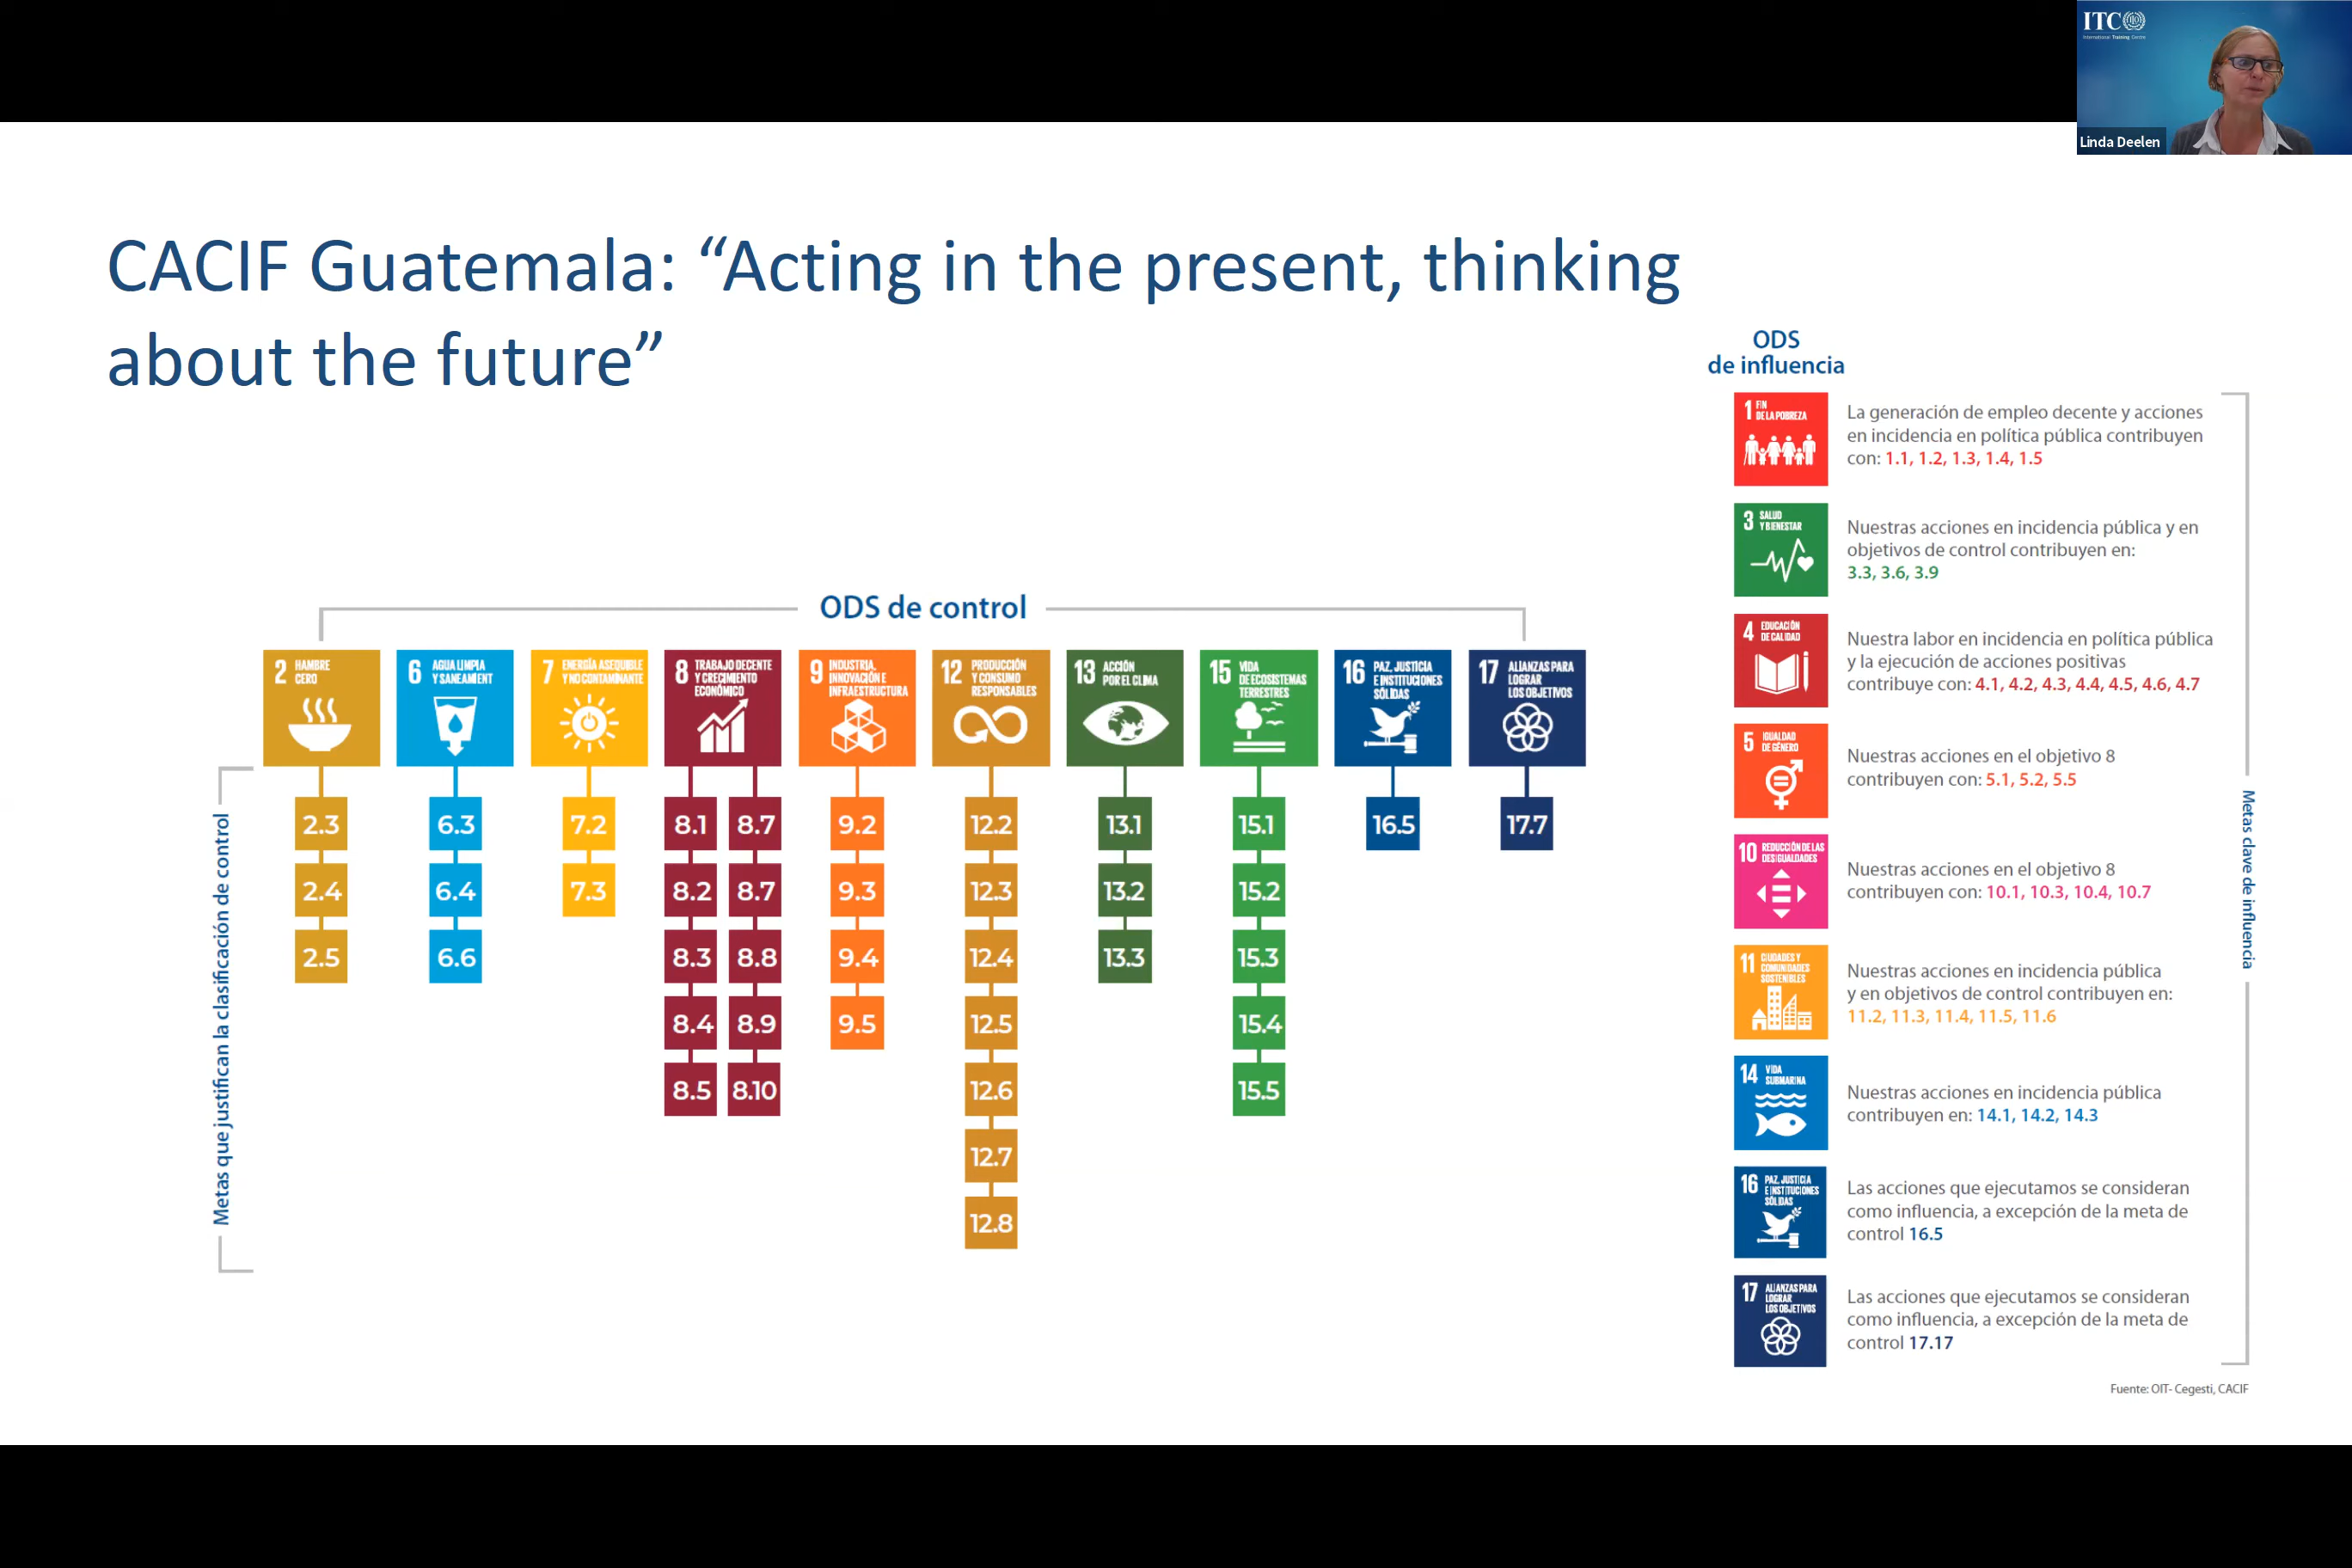 ITC
International Training Centre
Linda Deelen
CACIF Guatemala: “Acting in the present, thinking
about the future”
ODS de control
2 HAMBRE
CERO
6 AGUA LIMPIA
Y SANEAMIENT
7 ENERGÍA ASEQUIBLE
Y NO CONTAMINANTE
8 TRABAJO DECENTE
Y CRECIMIENTO
ECONÓMICO
9 INDUSTRIA,
INNOVACIÓN E
INFRAESTRUCTURA
12 PRODUCCIÓN
Y CONSUMO
RESPONSABLES
13 ACCIÓN
POR EL CLIMA
15 VIDA
DE ECOSISTEMAS
TERRESTRES
16 PAZ, JUSTICIA
E INSTITUCIONES
SÓLIDAS
17 ALIANZAS PARA
LOGRAR
LOS OBJETIVOS
Metas que justifican la clasificación de control
2.3 6.3 7.2 8.1 8.7 9.2 12.2 13.1 15.1 16.5 17.7
2.4 6.4 7.3 8.2 8.7 9.3 12.3 13.2 15.2
2.5 6.6 8.3 8.8 9.4 12.4 13.3 15.3
8.4 8.9 9.5 12.5 15.4
8.5 8.10 12.6 15.5
12.7
12.8
ODS
de influencia
1 FIN
DE LA POBREZA
La generación de empleo decente y acciones
en incidencia en política pública contribuyen
con: 1.1, 1.2, 1.3, 1.4, 1.5
3 SALUD
Y BIENESTAR
Nuestras acciones en incidencia pública y en
objetivos de control contribuyen en:
3.3, 3.6, 3.9
4 EDUCACIÓN
DE CALIDAD
Nuestra labor en incidencia en política pública
y la ejecución de acciones positivas
contribuye con: 4.1, 4.2, 4.3, 4.4, 4.5, 4.6, 4.7
5 IGUALDAD
DE GÉNERO
Nuestras acciones en el objetivo 8
contribuyen con: 5.1, 5.2, 5.5
10 REDUCCIÓN DE LAS
DESIGUALDADES
Nuestras acciones en el objetivo 8
contribuyen con: 10.1, 10.3, 10.4, 10.7
11 CIUDADES Y
COMUNIDADES
SOSTENIBLES
Nuestras acciones en incidencia pública
y en objetivos de control contribuyen en:
11.2, 11.3, 11.4, 11.5, 11.6
14 VIDA
SUBMARINA
Nuestras acciones en incidencia pública
contribuyen en: 14.1, 14.2, 14.3
16 PAZ, JUSTICIA
E INSTITUCIONES
SÓLIDAS
Las acciones que ejecutamos se consideran
como influencia, a excepción de la meta de
control 16.5
17 ALIANZAS PARA
LOGRAR
LOS OBJETIVOS
Las acciones que ejecutamos se consideran
como influencia, a excepción de la meta de
control 17.17
Metas clave de influencia
Fuente: OIT- Cegesti, CACIF